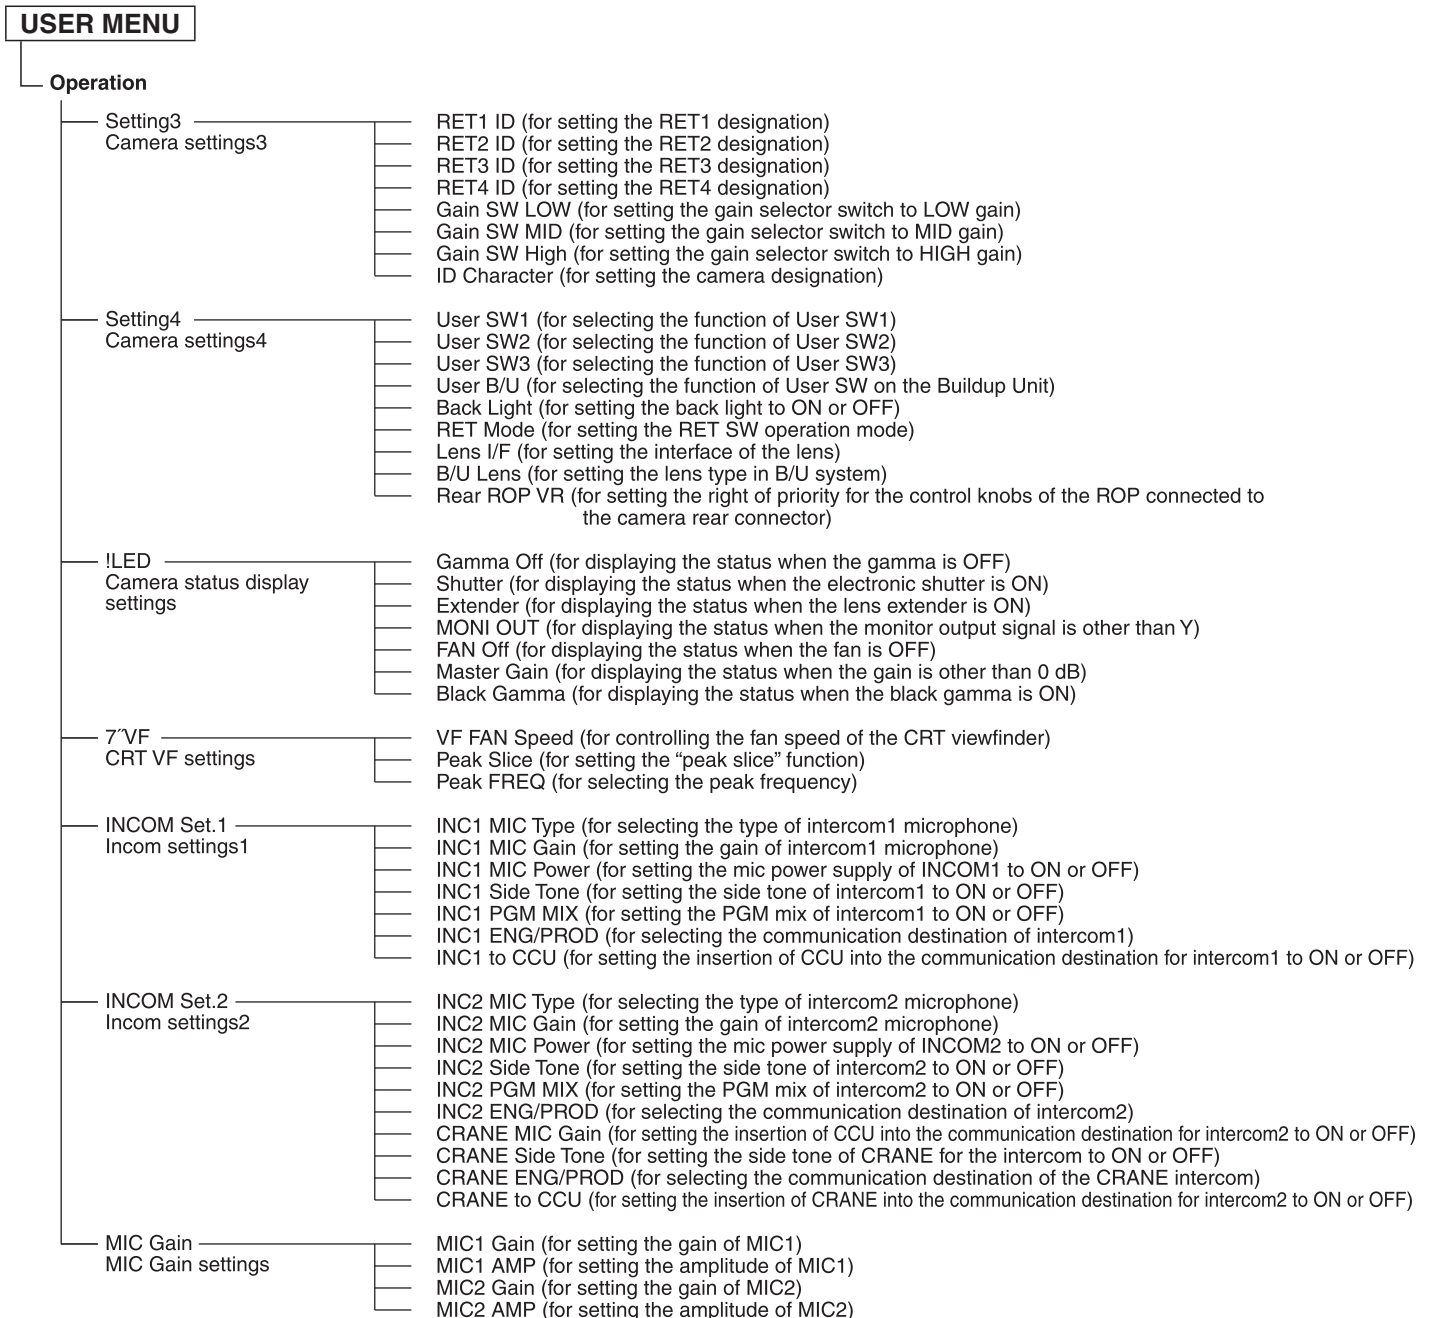 USER MENU
Operation
Setting3
Camera settings3
RET1 ID (for setting the RET1 designation)
RET2 ID (for setting the RET2 designation)
RET3 ID (for setting the RET3 designation)
RET4 ID (for setting the RET4 designation)
Gain SW LOW (for setting the gain selector switch to LOW gain)
Gain SW MID (for setting the gain selector switch to MID gain)
Gain SW High (for setting the gain selector switch to HIGH gain)
ID Character (for setting the camera designation)
Setting4
Camera settings4
User SW1 (for selecting the function of User SW1)
User SW2 (for selecting the function of User SW2)
User SW3 (for selecting the function of User SW3)
User B/U (for selecting the function of User SW on the Buildup Unit)
Back Light (for setting the back light to ON or OFF)
RET Mode (for setting the RET SW operation mode)
Lens I/F (for setting the interface of the lens)
B/U Lens (for setting the lens type in B/U system)
Rear ROP VR (for setting the right of priority for the control knobs of the ROP connected to
the camera rear connector)
!LED
Camera status display
settings
Gamma Off (for displaying the status when the gamma is OFF)
Shutter (for displaying the status when the electronic shutter is ON)
Extender (for displaying the status when the lens extender is ON)
MONI OUT (for displaying the status when the monitor output signal is other than Y)
FAN Off (for displaying the status when the fan is OFF)
Master Gain (for displaying the status when the gain is other than 0 dB)
Black Gamma (for displaying the status when the black gamma is ON)
7˝VF
CRT VF settings
VF FAN Speed (for controlling the fan speed of the CRT viewfinder)
Peak Slice (for setting the “peak slice” function)
Peak FREQ (for selecting the peak frequency)
INCOM Set.1
Incom settings1
INC1 MIC Type (for selecting the type of intercom1 microphone)
INC1 MIC Gain (for setting the gain of intercom1 microphone)
INC1 MIC Power (for setting the mic power supply of INCOM1 to ON or OFF)
INC1 Side Tone (for setting the side tone of intercom1 to ON or OFF)
INC1 PGM MIX (for setting the PGM mix of intercom1 to ON or OFF)
INC1 ENG/PROD (for selecting the communication destination of intercom1)
INC1 to CCU (for setting the insertion of CCU into the communication destination for intercom1 to ON or OFF)
INCOM Set.2
Incom settings2
INC2 MIC Type (for selecting the type of intercom2 microphone)
INC2 MIC Gain (for setting the gain of intercom2 microphone)
INC2 MIC Power (for setting the mic power supply of INCOM2 to ON or OFF)
INC2 Side Tone (for setting the side tone of intercom2 to ON or OFF)
INC2 PGM MIX (for setting the PGM mix of intercom2 to ON or OFF)
INC2 ENG/PROD (for selecting the communication destination of intercom2)
CRANE MIC Gain (for setting the insertion of CCU into the communication destination for intercom2 to ON or OFF)
CRANE Side Tone (for setting the side tone of CRANE for the intercom to ON or OFF)
CRANE ENG/PROD (for selecting the communication destination of the CRANE intercom)
CRANE to CCU (for setting the insertion of CRANE into the communication destination for intercom2 to ON or OFF)
MIC Gain
MIC Gain settings
MIC1 Gain (for setting the gain of MIC1)
MIC1 AMP (for setting the amplitude of MIC1)
MIC2 Gain (for setting the gain of MIC2)
MIC2 AMP (for setting the amplitude of MIC2)